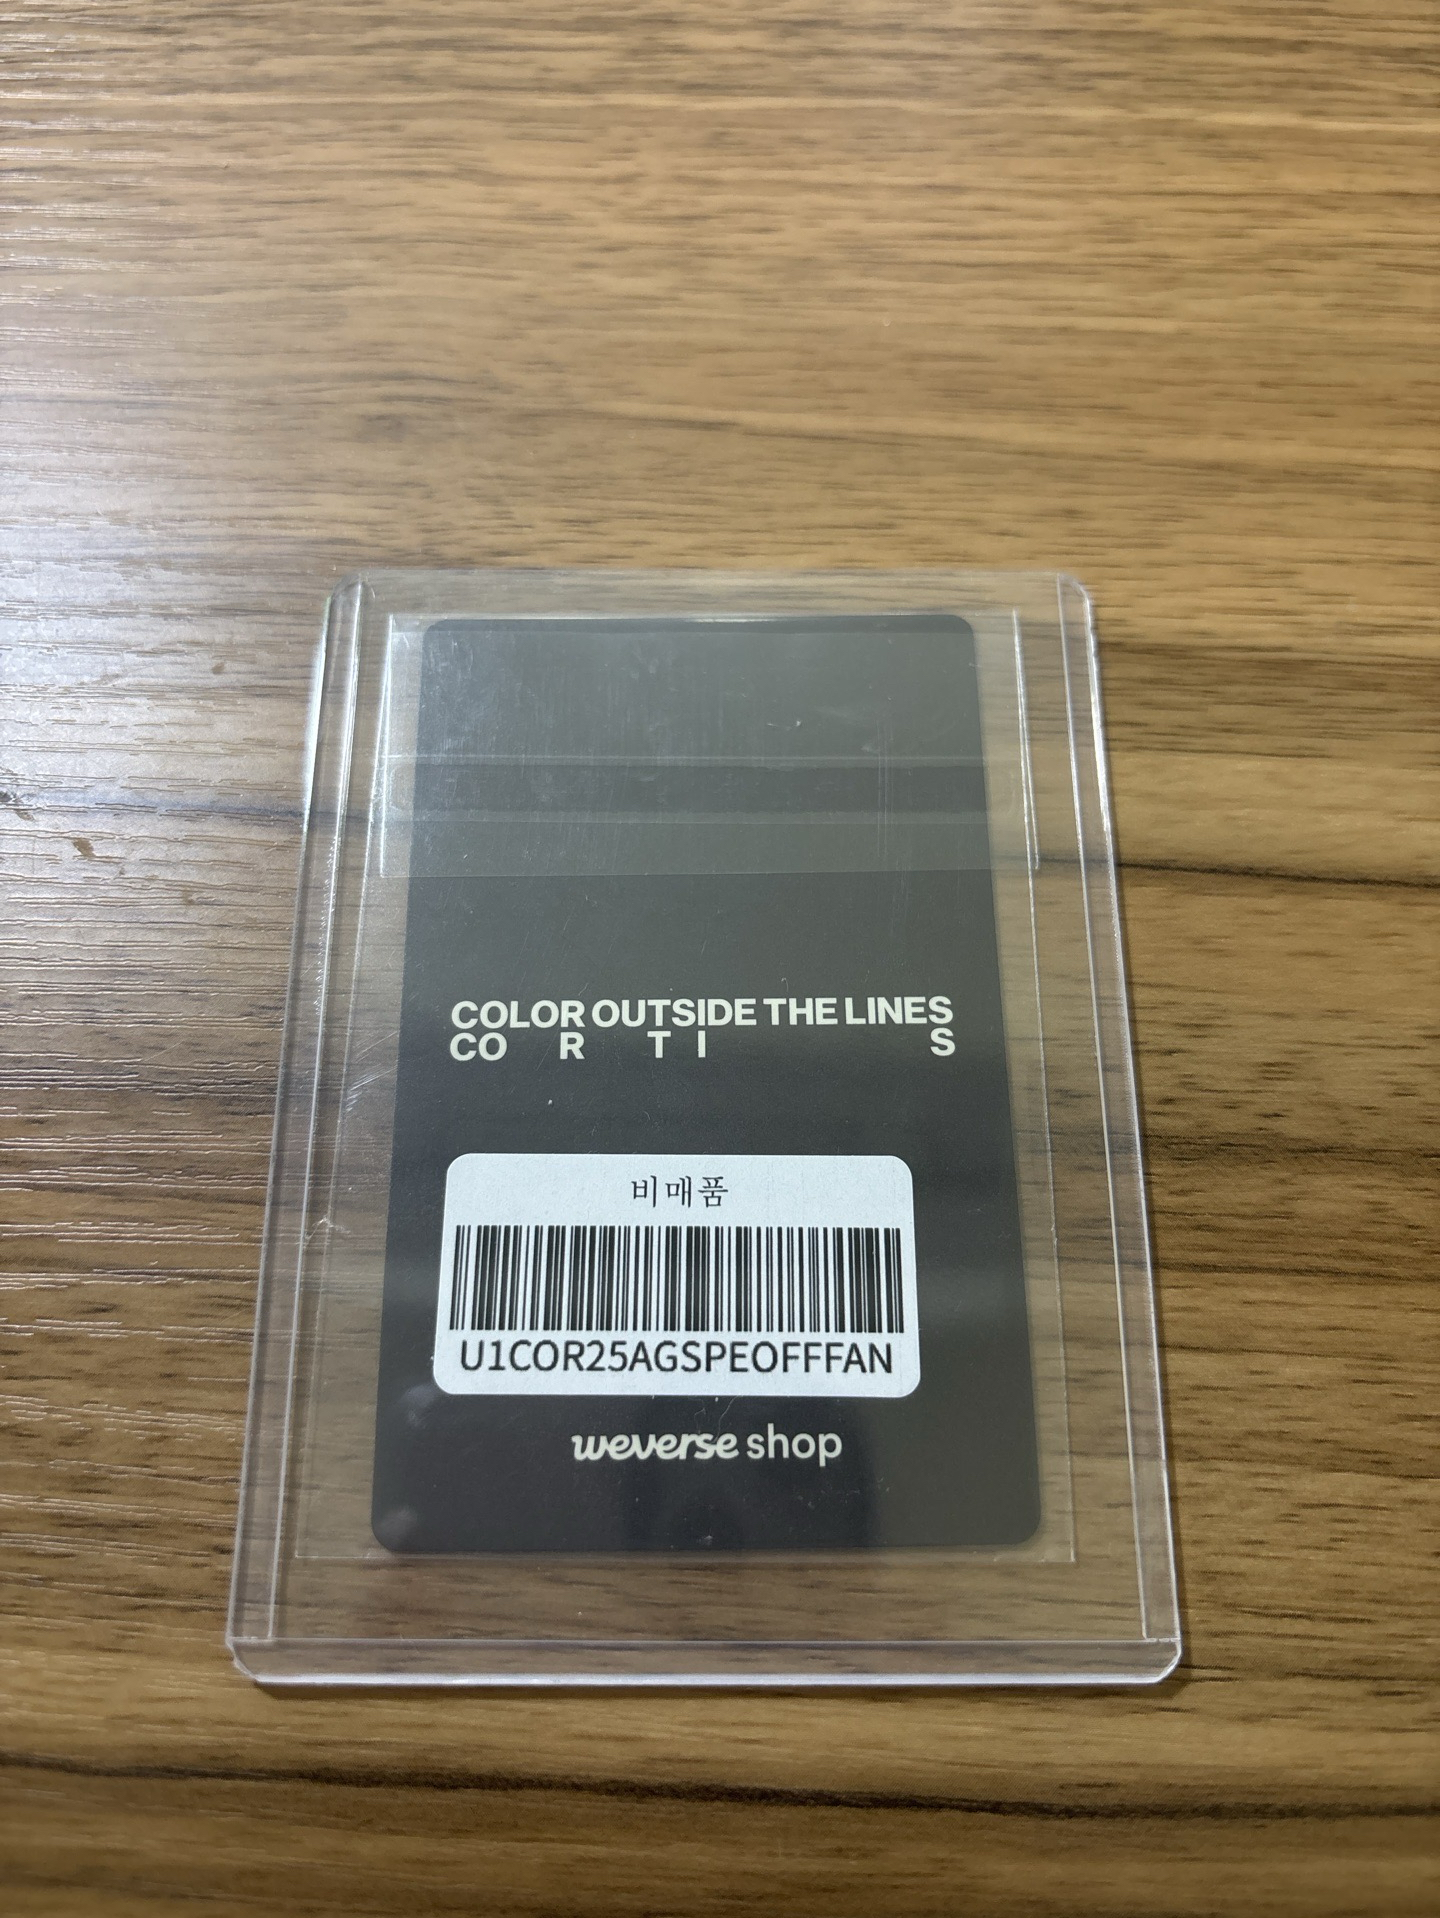 COLOR OUTSIDE THE LINES
CO R T I S
비매품
U1COR25AGSPEOFFFAN
weverse shop